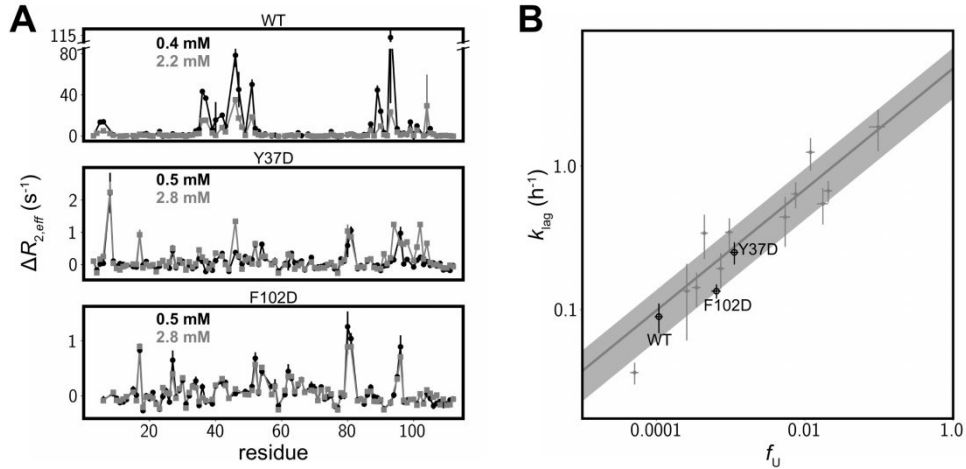 A
WT
115
80
40
0
0.4 mM
2.2 mM
Y37D
2
1
0
0.5 mM
2.8 mM
F102D
1
0
0.5 mM
2.8 mM
ΔR2,eff (s-1)
20 40 60 80 100
residue
B
klag (h-1)
1.0
0.1
Y37D
F102D
WT
0.0001 0.01 1.0
fU